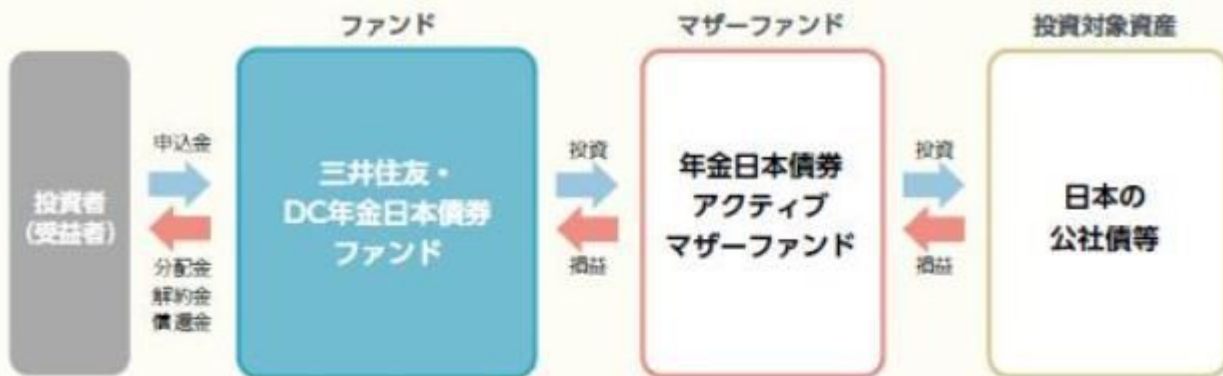 ファンド
マザーファンド
投資対象資産
投資者
(受益者)
申込金
分配金
解約金
償還金
三井住友・
DC年金日本債券
ファンド
投資
損益
年金日本債券
アクティブ
マザーファンド
投資
損益
日本の
公社債等